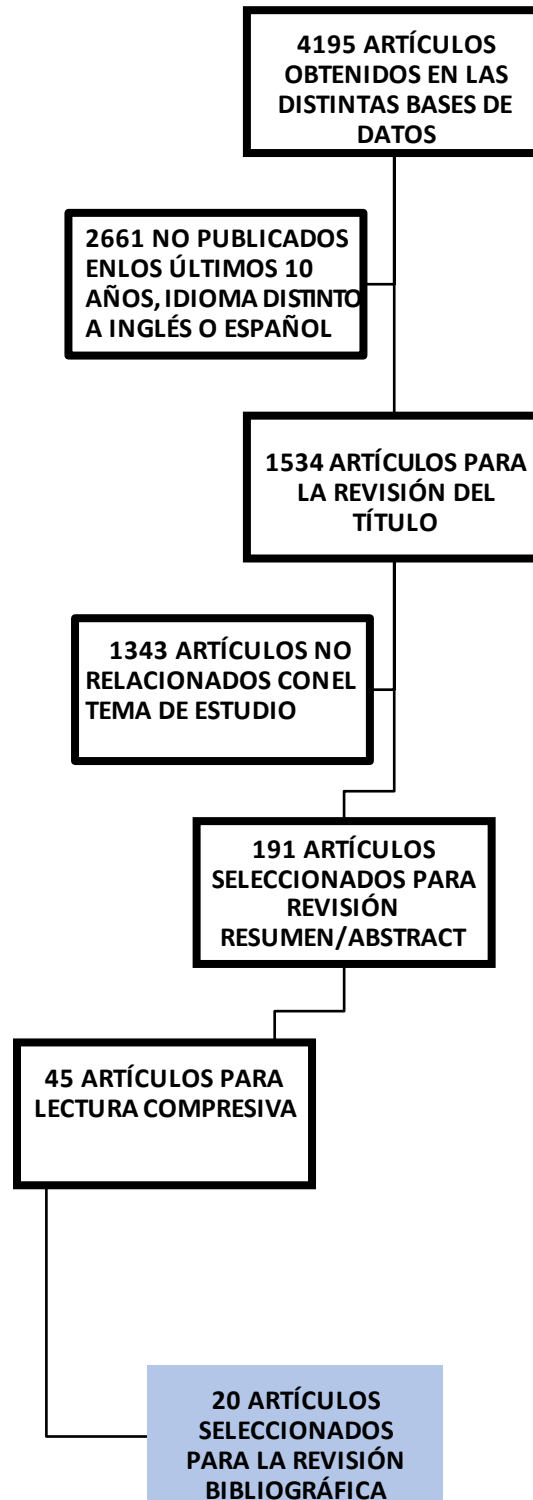 4195 ARTÍCULOS
OBTENIDOS EN LAS
DISTINTAS BASES DE
DATOS
2661 NO PUBLICADOS
ENLOS ÚLTIMOS 10
AÑOS, IDIOMA DISTINTO
A INGLÉS O ESPAÑOL
1534 ARTÍCULOS PARA
LA REVISIÓN DEL
TÍTULO
1343 ARTÍCULOS NO
RELACIONADOS CONEL
TEMA DE ESTUDIO
191 ARTÍCULOS
SELECCIONADOS PARA
REVISIÓN
RESUMEN/ABSTRACT
45 ARTÍCULOS PARA
LECTURA COMPRESIVA
20 ARTÍCULOS
SELECCIONADOS
PARA LA REVISIÓN
BIBLIOGRÁFICA